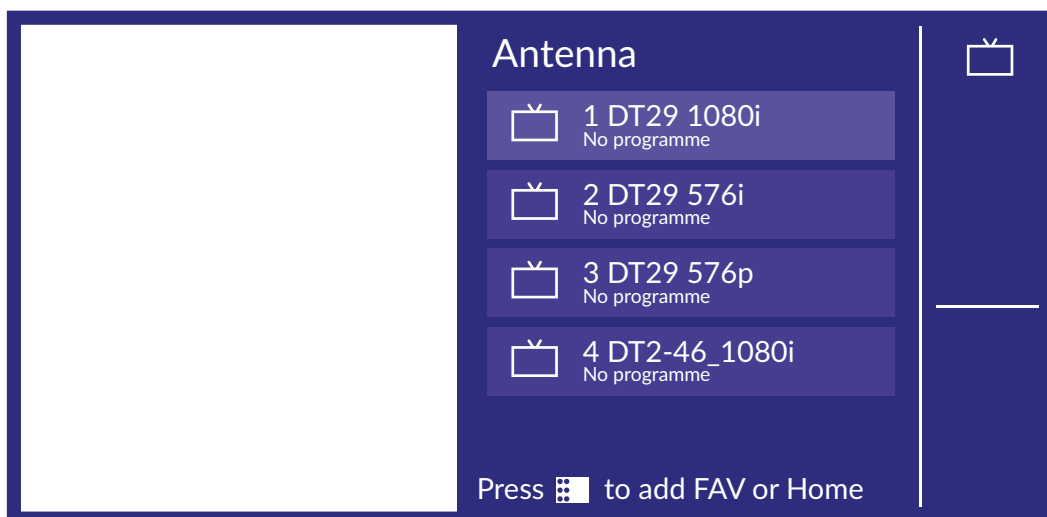 Antenna
1 DT29 1080i
No programme
2 DT29 576i
No programme
3 DT29 576p
No programme
4 DT2-46_1080i
No programme
Press to add FAV or Home